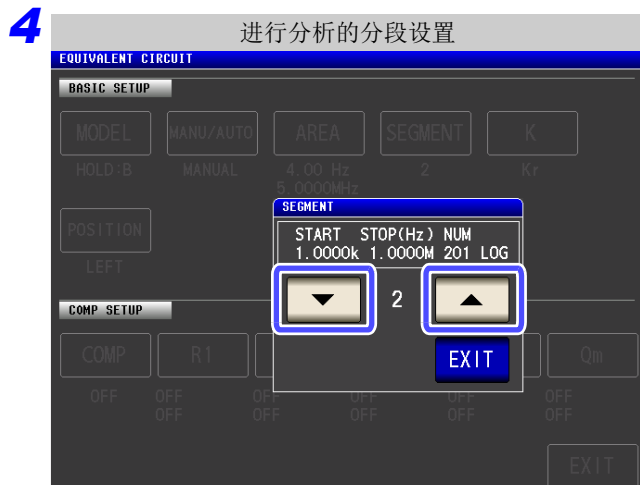 4
进行分析的分段设置
EQUIVALENT CIRCUIT
BASIC SETUP
MODEL MANU/AUTO AREA SEGMENT K
HOLD:B MANUAL 4.00 Hz 2 Kr
5.0000MHz
POSITION
LEFT
SEGMENT
START STOP(Hz) NUM
1.0000k 1.0000M 201 LOG
2
EXIT
COMP SETUP
COMP R1 Qm
OFF OFF OFF OFF OFF OFF
OFF OFF OFF OFF OFF
EXIT